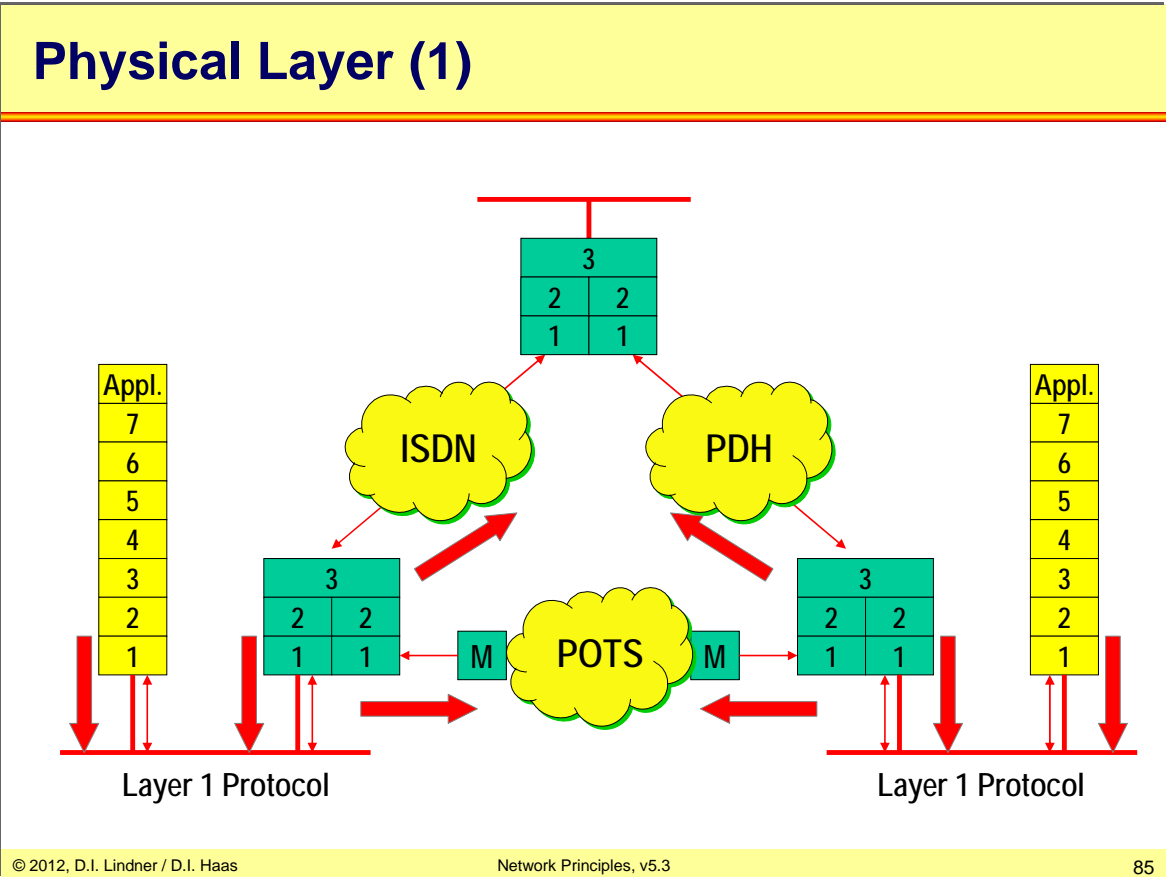 Physical Layer (1)
3
2 2
1 1
Appl.
7
6
5
4
3
2
1
ISDN
PDH
Appl.
7
6
5
4
3
2
1
3
2 2
1 1
M
POTS
M
3
2 2
1 1
Layer 1 Protocol
Layer 1 Protocol
© 2012, D.I. Lindner / D.I. Haas
Network Principles, v5.3
85